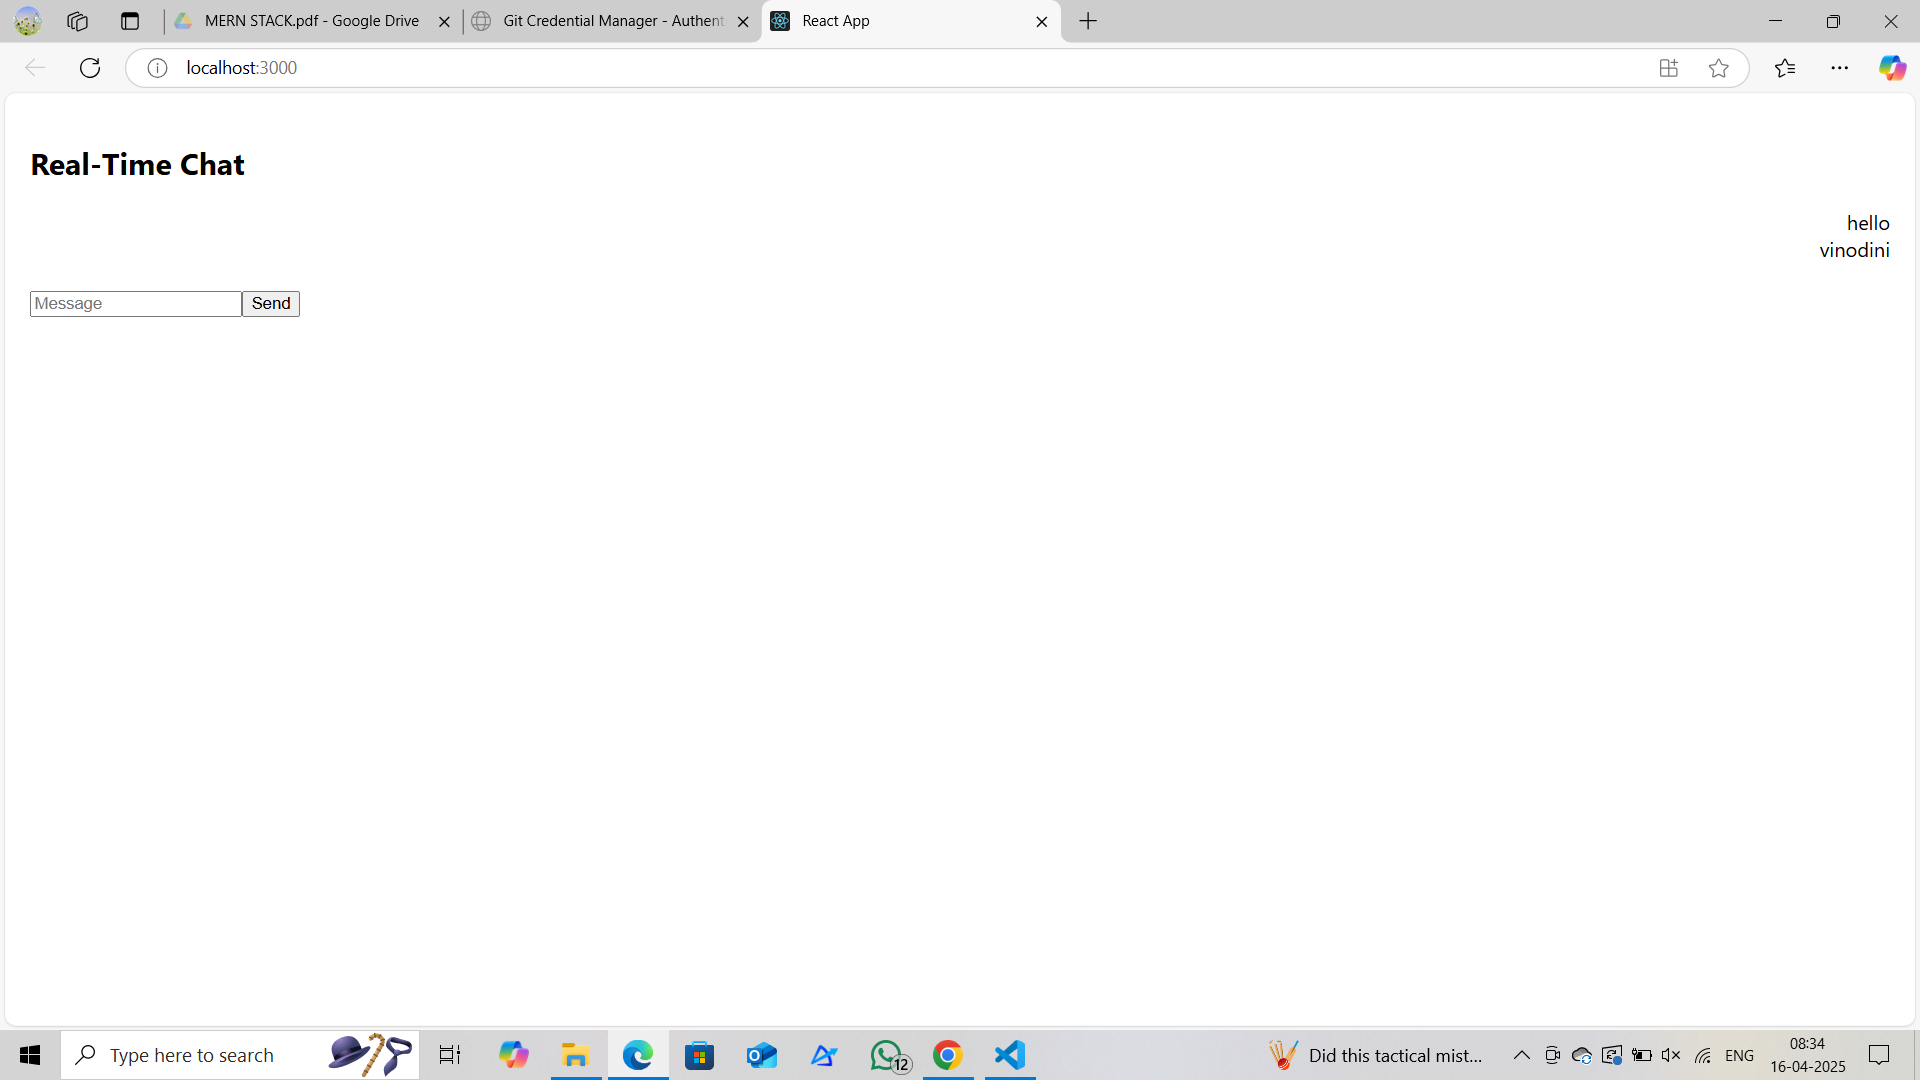 MERN STACK.pdf - Google Drive
Git Credential Manager - Authent
React App
localhost:3000
Real-Time Chat
hello
vinodini
Message
Send
Type here to search
12
Did this tactical mist...
ENG
08:34
16-04-2025